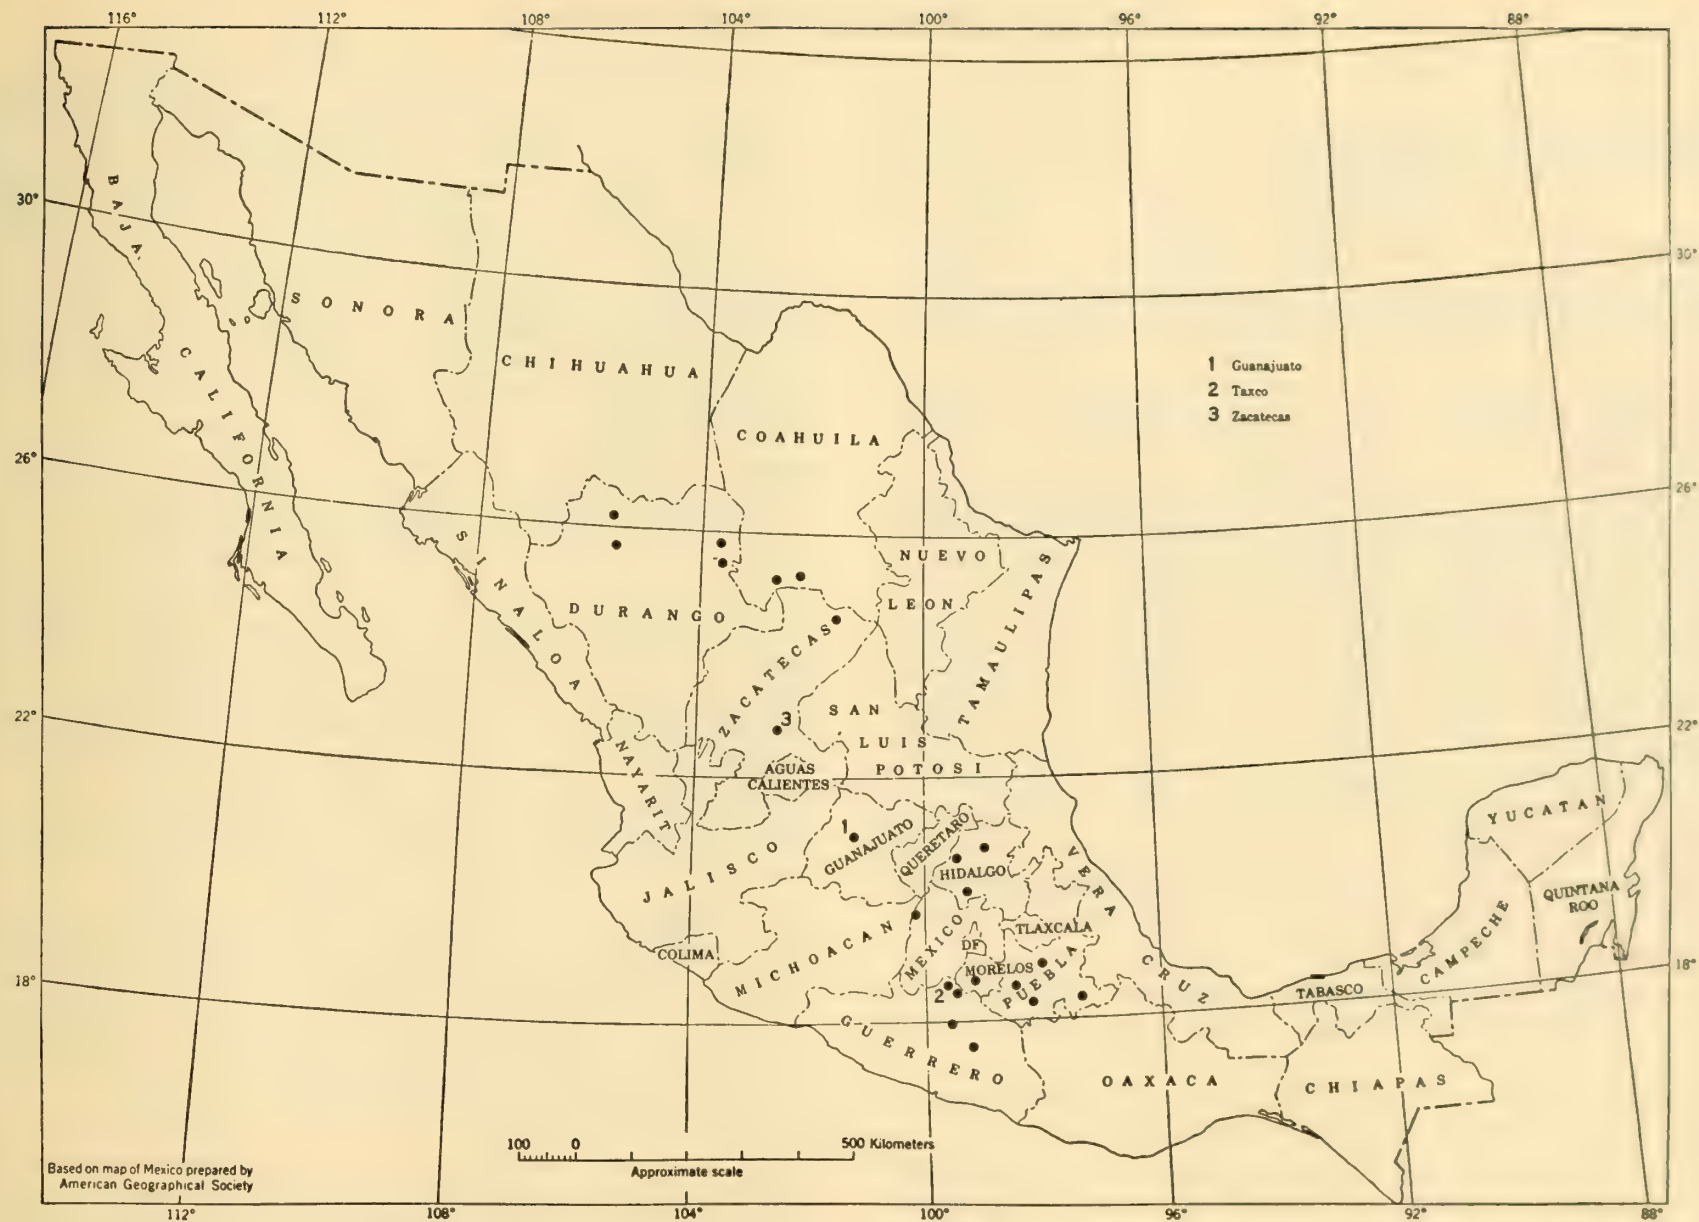 116° 112° 108° 104° 100° 96° 92° 88°
30° 30°
BAJA CALIFORNIA
SONORA
CHIHUAHUA
1 Guanajuato
2 Taxco
3 Zacatecas
COAHUILA
26° 26°
SINALOA
NUEVO
LEON
TAMAULIPAS
DURANGO
ZACATECAS
3
22° 22°
SAN
LUIS
POTOSI
NAYARIT
AGUAS
CALIENTES
YUCATAN
1
GUANAJUATO
QUERETARO
JALISCO
HIDALGO
VERA CRUZ
QUINTANA
ROO
MICHOACAN
MEXICO
TLAXCALA
DF
COLIMA
MORELOS
PUEBLA
CAMPECHE
18° 18°
2
TABASCO
GUERRERO
OAXACA
CHIAPAS
100 0 500 Kilometers
Approximate scale
Based on map of Mexico prepared by
American Geographical Society
112° 108° 104° 100° 96° 92° 88°